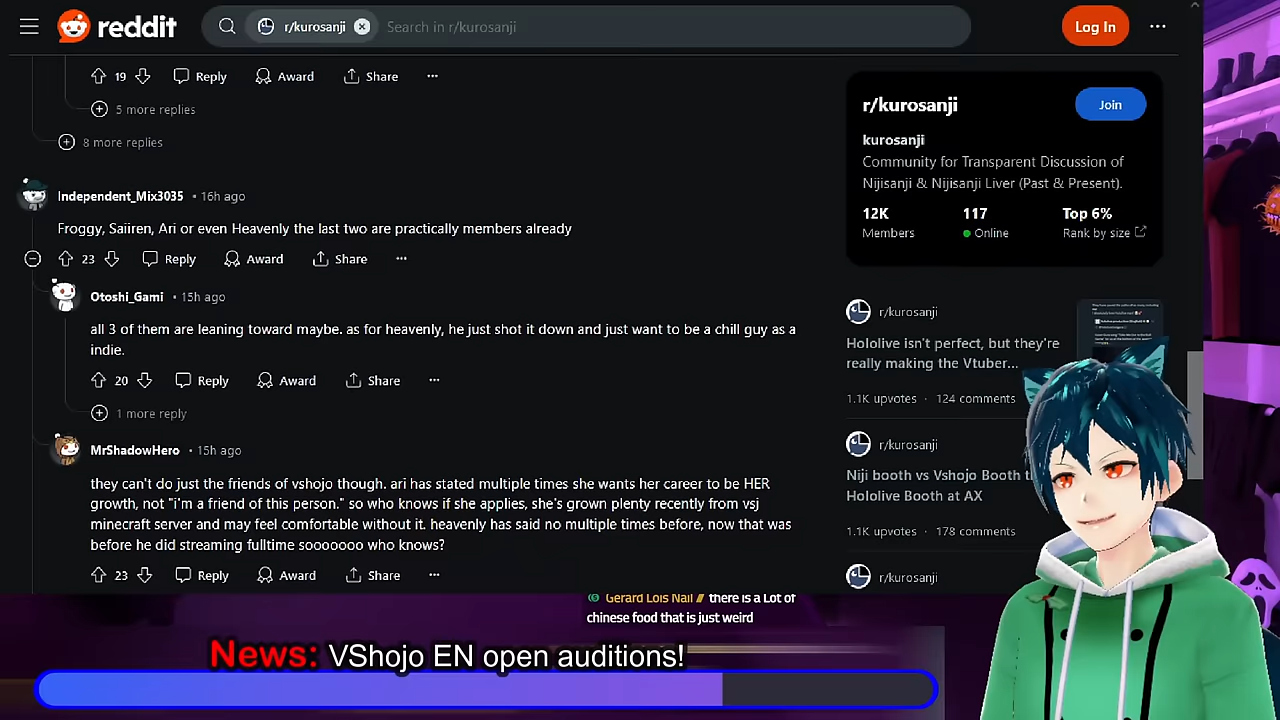 reddit
r/kurosanji
Search in r/kurosanji
Log In
19
Reply
Award
Share
5 more replies
8 more replies
Independent_Mix3035 • 16h ago
Froggy, Saiiren, Ari or even Heavenly the last two are practically members already
23
Reply
Award
Share
Otoshi_Gami • 15h ago
all 3 of them are leaning toward maybe. as for heavenly, he just shot it down and just want to be a chill guy as a
indie.
20
Reply
Award
Share
1 more reply
MrShadowHero • 15h ago
they can't do just the friends of vshojo though. ari has stated multiple times she wants her career to be HER
growth, not "i'm a friend of this person." so who knows if she applies, she's grown plenty recently from vsj
minecraft server and may feel comfortable without it. heavenly has said no multiple times before, now that was
before he did streaming fulltime sooooooo who knows?
23
Reply
Award
Share
r/kurosanji
Join
kurosanji
Community for Transparent Discussion of
Nijisanji & Nijisanji Liver (Past & Present).
12K
117
Top 6%
Members
Online
Rank by size
r/kurosanji
Hololive isn't perfect, but they're
really making the Vtuber...
1.1K upvotes · 124 comments
r/kurosanji
Niji booth vs Vshojo Booth
Hololive Booth at AX
1.1K upvotes · 178 comments
r/kurosanji
Gerard Lois Nail there is a Lot of
chinese food that is just weird
News: VShojo EN open auditions!